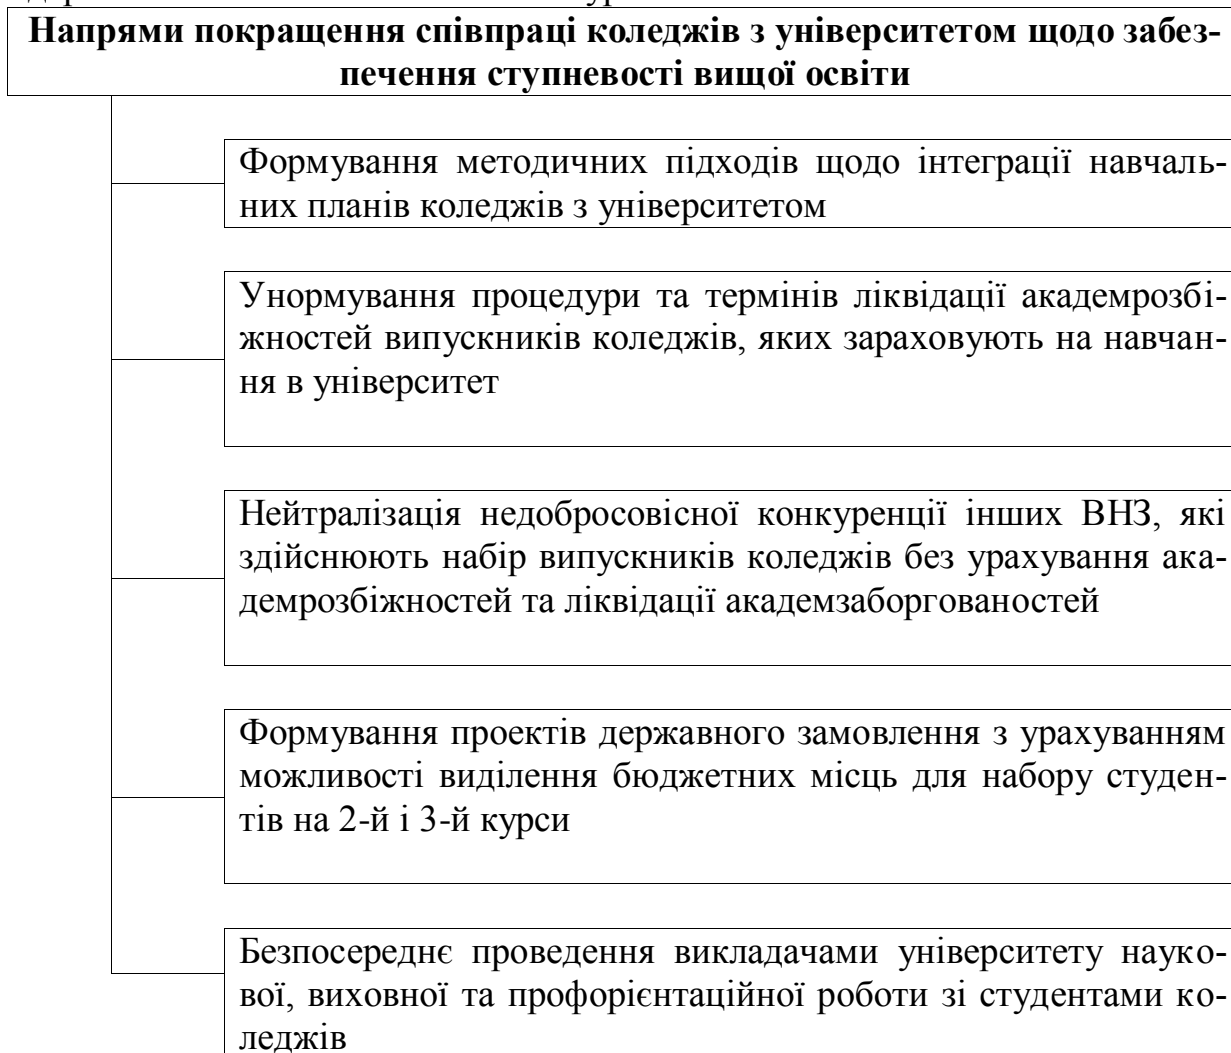 Напрями покращення співпраці коледжів з університетом щодо забез-
печення ступневості вищої освіти
Формування методичних підходів щодо інтеграції навчаль-
них планів коледжів з університетом
Унормування процедури та термінів ліквідації академрозбі-
жностей випускників коледжів, яких зараховують на навчан-
ня в університет
Нейтралізація недобросовісної конкуренції інших ВНЗ, які
здійснюють набір випускників коледжів без урахування ака-
демрозбіжностей та ліквідації академзаборгованостей
Формування проектів державного замовлення з урахуванням
можливості виділення бюджетних місць для набору студен-
тів на 2-й і 3-й курси
Безпосереднє проведення викладачами університету науко-
вої, виховної та профорієнтаційної роботи зі студентами ко-
леджів